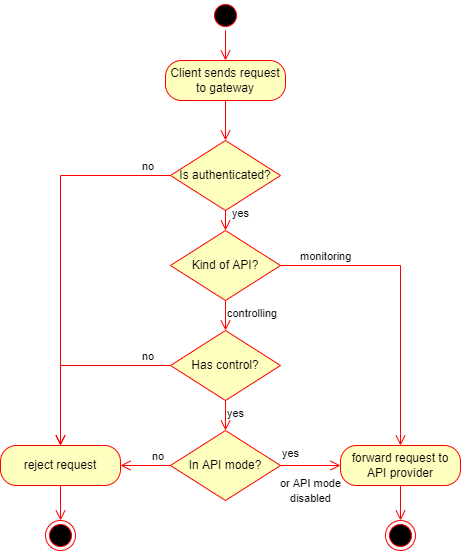 Client sends request
to gateway
no
Is authenticated?
yes
Kind of API?
monitoring
controlling
no
Has control?
yes
reject request
no
In API mode?
yes
or API mode
disabled
forward request to
API provider